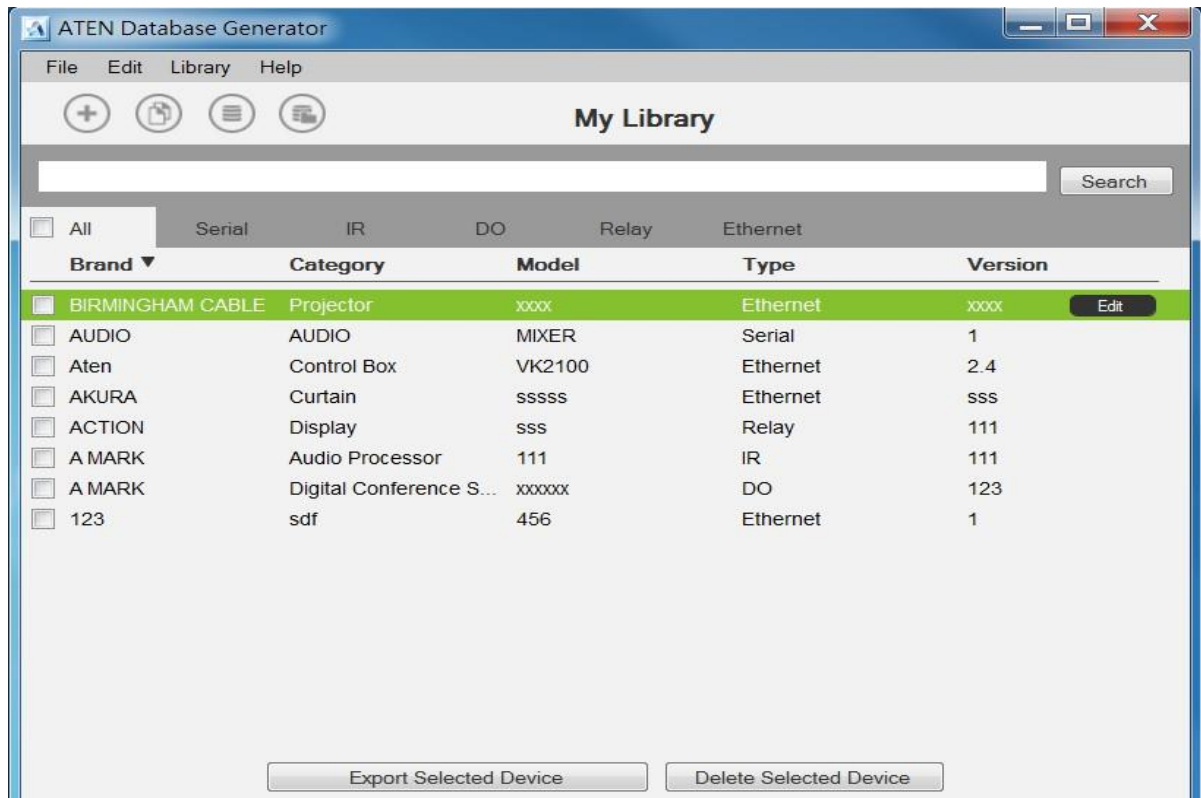 ATEN Database Generator
File Edit Library Help
My Library
Search
All Serial IR DO Relay Ethernet
Brand ▼ Category Model Type Version
BIRMINGHAM CABLE Projector xxxx Ethernet xxxx Edit
AUDIO AUDIO MIXER Serial 1
Aten Control Box VK2100 Ethernet 2.4
AKURA Curtain sssss Ethernet sss
ACTION Display sss Relay 111
A MARK Audio Processor 111 IR 111
A MARK Digital Conference S... xxxxxx DO 123
123 sdf 456 Ethernet 1
Export Selected Device Delete Selected Device